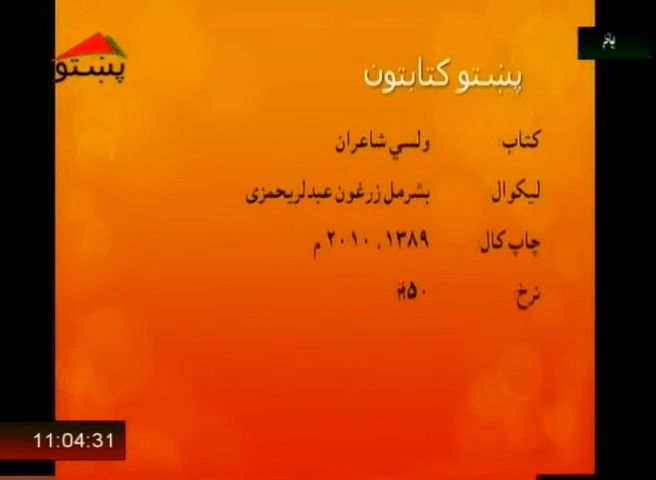 پښتو
پښتو کتابتون
کتاب: ولسي شاعران
لیکوال: بشرمل زرغون عبدلریحمزی
چاپ کال: ۱۳۸۹، ۲۰۱۰ م
نرخ: ۵۰
11:04:31